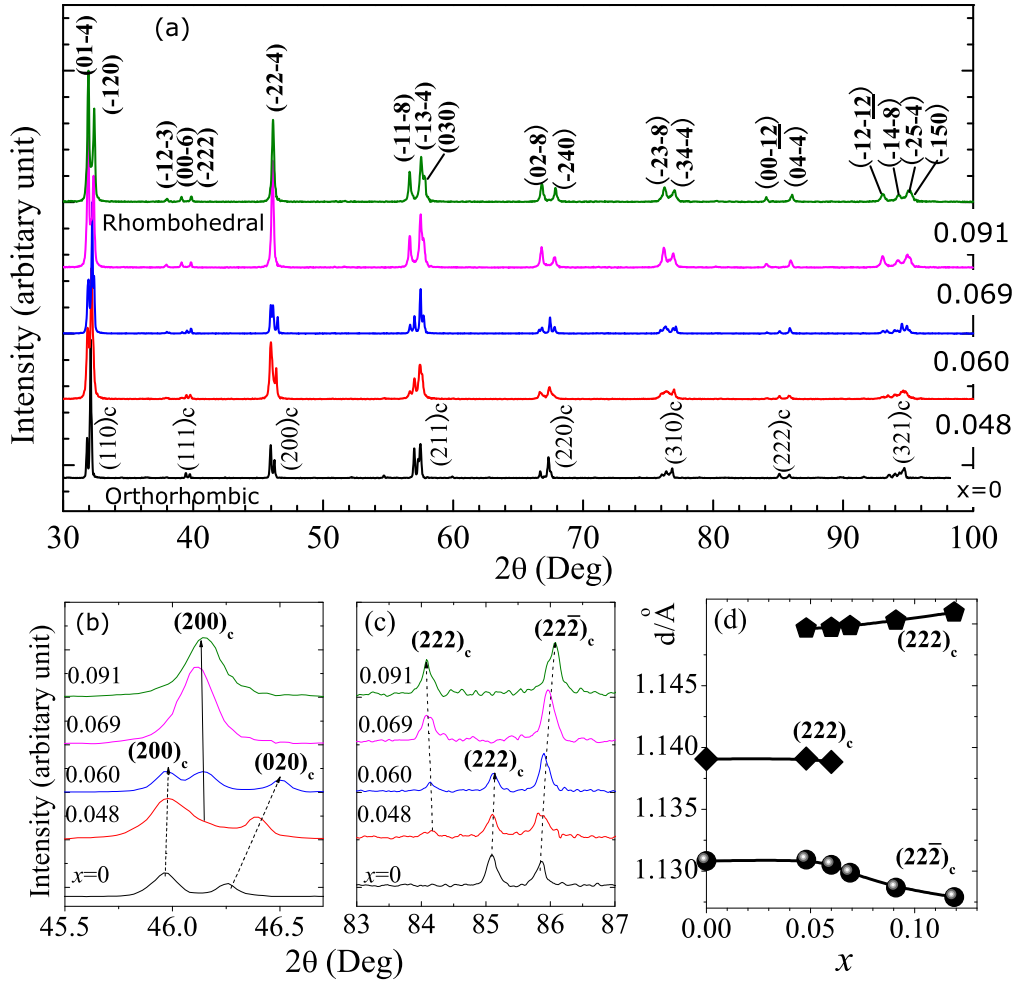 (a)
Intensity (arbitary unit)
(01-4)
(-120)
(-12-3)
(00-6)
(-222)
(-22-4)
(-11-8)
(-13-4)
(030)
(02-8)
(-240)
(-23-8)
(-34-4)
(00-12)
(04-4)
(-12-12)
(-14-8)
(-25-4)
(-150)
Rhombohedral
0.091
0.069
0.060
0.048
(110)c
(111)c
(200)c
(211)c
(220)c
(310)c
(222)c
(321)c
Orthorhombic
x=0
30 40 50 60 70 80 90 100
2θ (Deg)
(b)
Intensity (arbitary unit)
(200)c
0.091
0.069
(200)c
(020)c
0.060
0.048
x=0
45.5 46.0 46.5
(c)
(222)c
(222̅)c
0.091
0.069
(222)c
0.060
0.048
x=0
83 84 85 86 87
2θ (Deg)
d/Å
(d)
(222)c
1.145
(222)c
1.140
1.135
(222̅)c
1.130
0.00 0.05 0.10
x